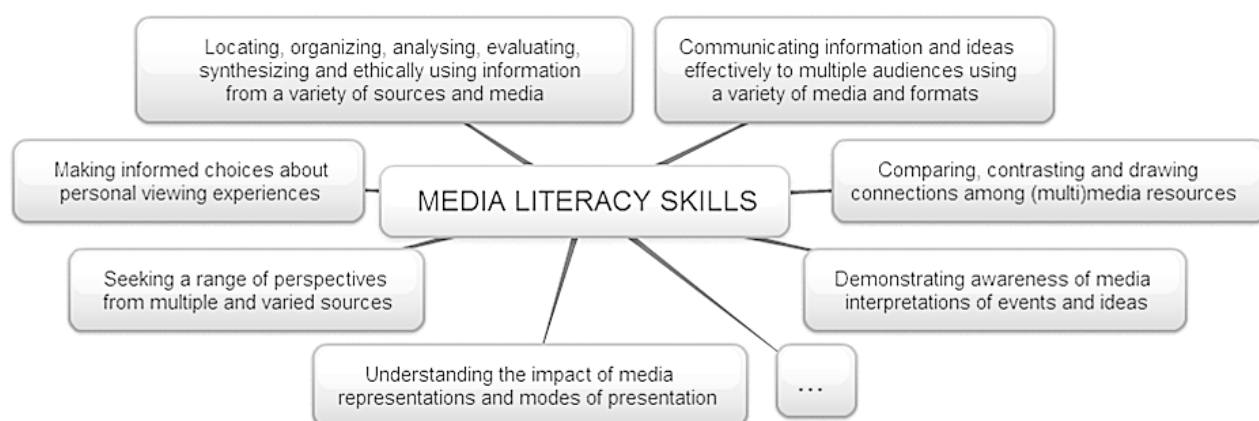 Locating, organizing, analysing, evaluating,
synthesizing and ethically using information
from a variety of sources and media
Communicating information and ideas
effectively to multiple audiences using
a variety of media and formats
Making informed choices about
personal viewing experiences
MEDIA LITERACY SKILLS
Comparing, contrasting and drawing
connections among (multi)media resources
Seeking a range of perspectives
from multiple and varied sources
Demonstrating awareness of media
interpretations of events and ideas
Understanding the impact of media
representations and modes of presentation
...